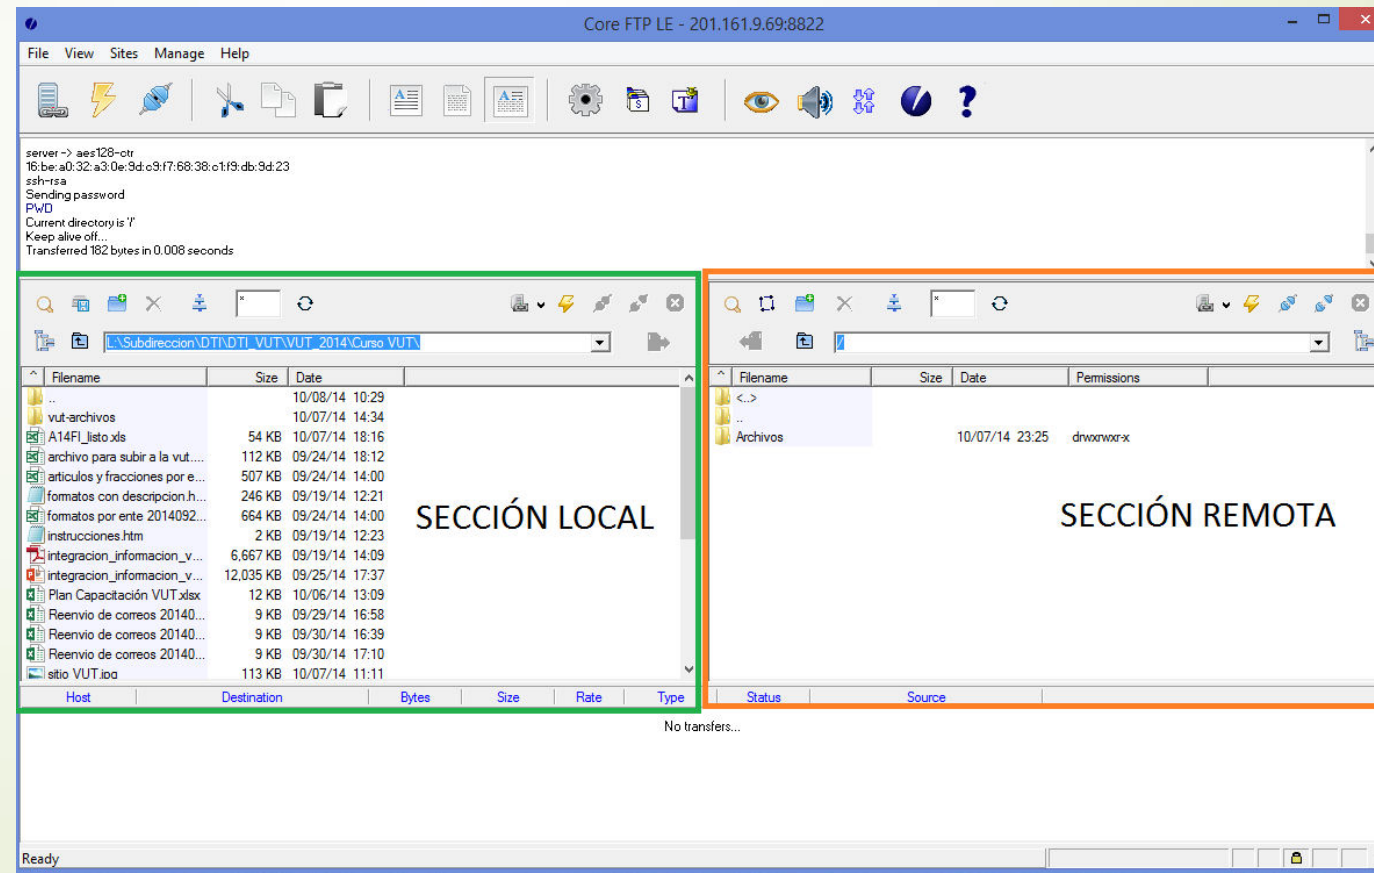 Core FTP LE - 201.161.9.69:8822
File View Sites Manage Help
server -> aes128-ctr
16:be:a0:32:a3:0e:9d:c9:f7:68:38:c1:f9:db:9d:23
ssh-rsa
Sending password
PWD
Current directory is '/'
Keep alive off...
Transferred 182 bytes in 0.008 seconds
L:\Subdireccion\DTI\DTI_VUT\VUT_2014\Curso VUT\
Filename Size Date
.. 10/08/14 10:29
vut-archivos 10/07/14 14:34
A14FI_listo.xls 54 KB 10/07/14 18:16
archivo para subir a la vut.... 112 KB 09/24/14 18:12
articulos y fracciones por e... 507 KB 09/24/14 14:00
formatos con descripcion.h... 246 KB 09/19/14 12:21
formatos por ente 2014092... 664 KB 09/24/14 14:00
instrucciones.htm 2 KB 09/19/14 12:23
integracion_informacion_v... 6,667 KB 09/19/14 14:09
integracion_informacion_v... 12,035 KB 09/25/14 17:37
Plan Capacitación VUT.xlsx 12 KB 10/06/14 13:09
Reenvio de correos 20140... 9 KB 09/29/14 16:58
Reenvio de correos 20140... 9 KB 09/30/14 16:39
Reenvio de correos 20140... 9 KB 09/30/14 17:10
sitio VUT.jpg 113 KB 10/07/14 11:11
SECCIÓN LOCAL
/
Filename Size Date Permissions
<..>
..
Archivos 10/07/14 23:25 drwxrwxr-x
SECCIÓN REMOTA
Host Destination Bytes Size Rate Type Status Source
No transfers...
Ready